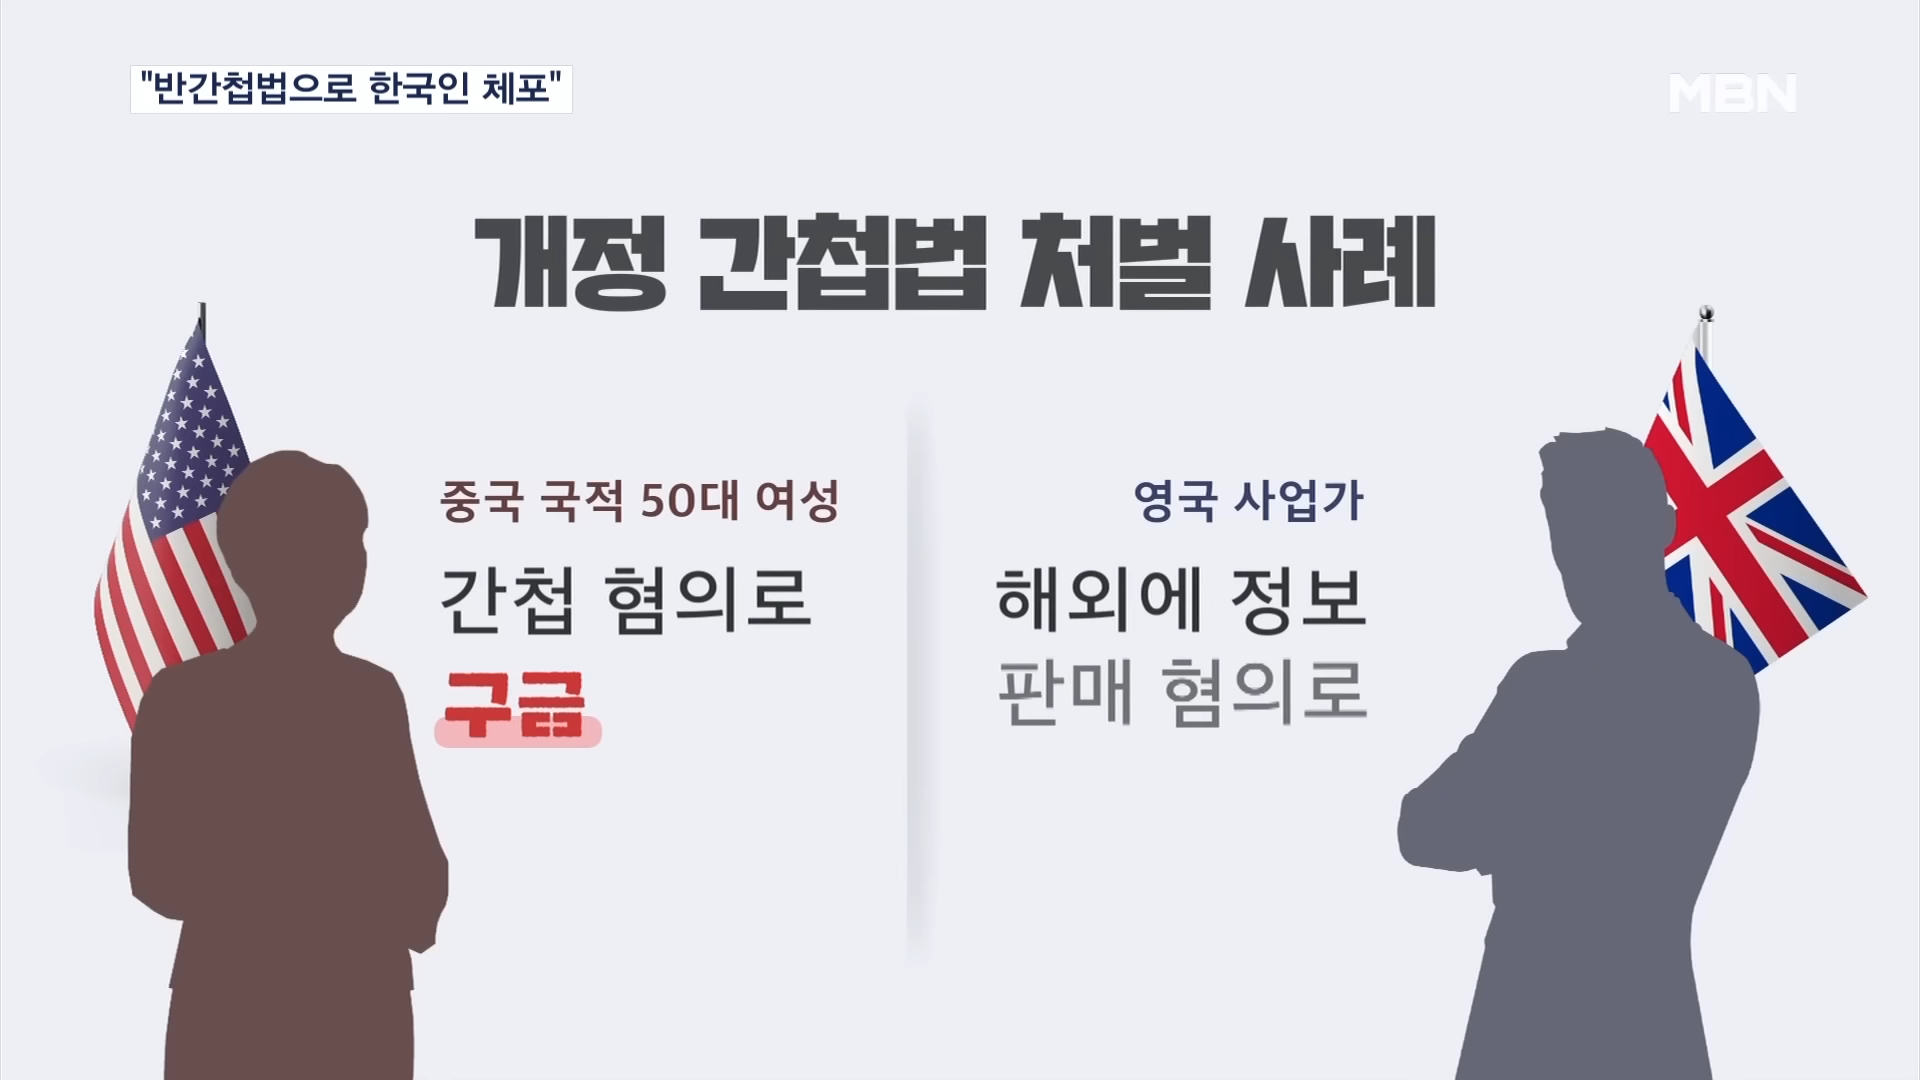 "반간첩법으로 한국인 체포"
MBN
개정 간첩법 처벌 사례
중국 국적 50대 여성
간첩 혐의로
구금
영국 사업가
해외에 정보
판매 혐의로